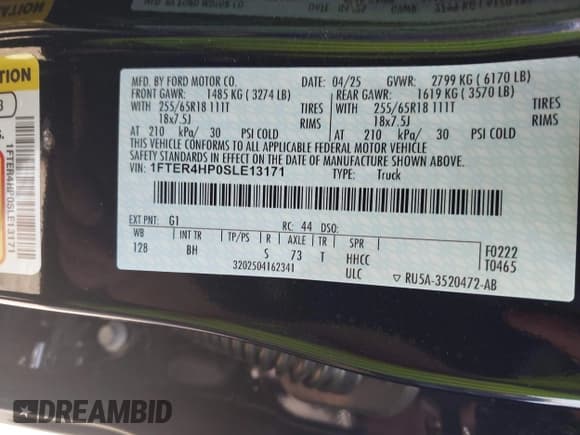 MFD. BY FORD MOTOR CO.
DATE: 04/25 GVWR: 2799 KG ( 6170 LB)
FRONT GAWR: 1485 KG ( 3274 LB) REAR GAWR: 1619 KG ( 3570 LB)
WITH 255/65R18 111T TIRES WITH 255/65R18 111T TIRES
18x7.5J RIMS 18x7.5J RIMS
AT 210 kPa/ 30 PSI COLD AT 210 kPa/ 30 PSI COLD
THIS VEHICLE CONFORMS TO ALL APPLICABLE FEDERAL MOTOR VEHICLE
SAFETY AND THEFT PREVENTION STANDARDS IN EFFECT ON THE DATE OF MANUFACTURE SHOWN ABOVE.
VIN: 1FTER4HP0SLE13171 TYPE: Truck
EXT PNT: G1 RC: 44 DSO:
WB INT TR TP/PS R AXLE TR SPR
128 BH S 73 T HHCC
ULC
F0222
T0465
3202504162341
▽ RU5A-3520472-AB
1FTER4HP0SLE13171
DREAMBID